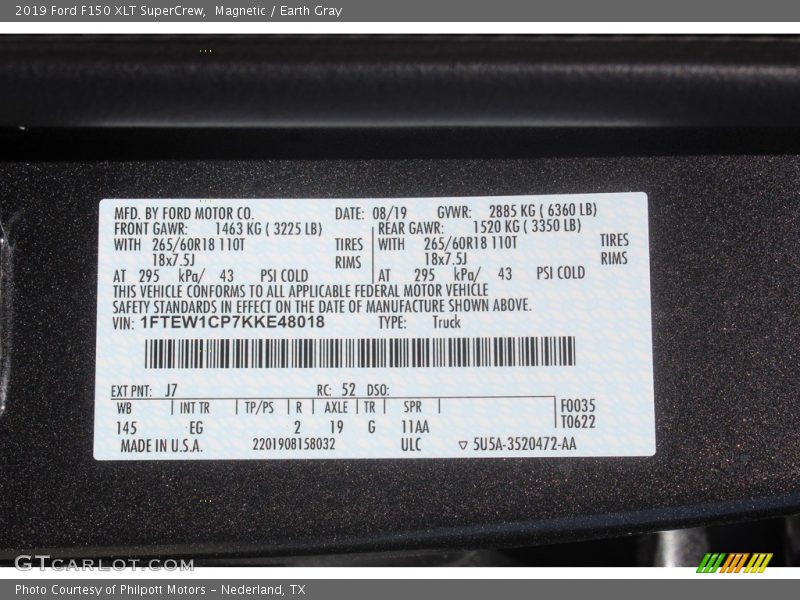 2019 Ford F150 XLT SuperCrew,  Magnetic / Earth Gray
MFD. BY FORD MOTOR CO. DATE: 08/19 GVWR: 2885 KG ( 6360 LB)
FRONT GAWR: 1463 KG ( 3225 LB) REAR GAWR: 1520 KG ( 3350 LB)
WITH 265/60R18 110T TIRES WITH 265/60R18 110T TIRES
18x7.5J RIMS 18x7.5J RIMS
AT 295 kPa/ 43 PSI COLD AT 295 kPa/ 43 PSI COLD
THIS VEHICLE CONFORMS TO ALL APPLICABLE FEDERAL MOTOR VEHICLE
SAFETY STANDARDS IN EFFECT ON THE DATE OF MANUFACTURE SHOWN ABOVE.
VIN: 1FTEW1CP7KKE48018 TYPE: Truck
EXT PNT: J7 RC: 52 DSO:
WB INT TR TP/PS R AXLE TR SPR F0035
145 EG 2 19 G 11AA T0622
MADE IN U.S.A. 2201908158032 ULC ▽ 5U5A-3520472-AA
GTCARLOT.COM
Photo Courtesy of Philpott Motors - Nederland, TX